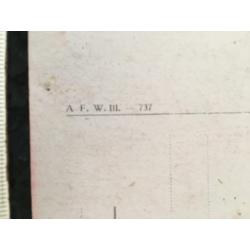 A F. W. III. — 737